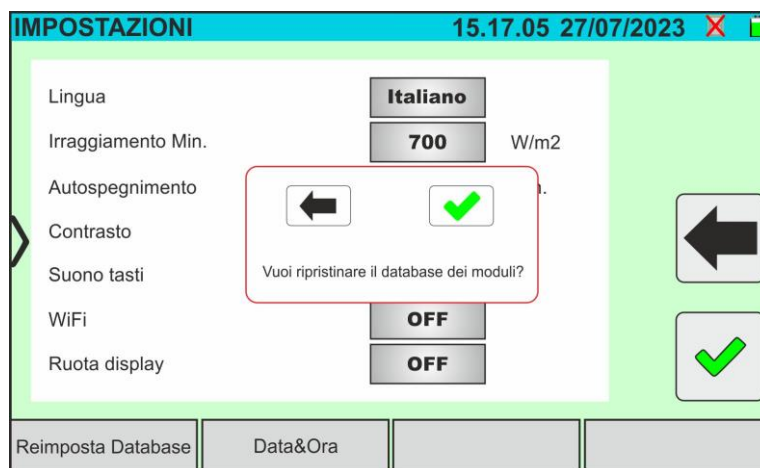 IMPOSTAZIONI 15.17.05 27/07/2023
Lingua Italiano
Irraggiamento Min. 700 W/m2
Autospegnimento
Contrasto
Vuoi ripristinare il database dei moduli?
Suono tasti
WiFi OFF
Ruota display OFF
Reimposta Database Data&Ora